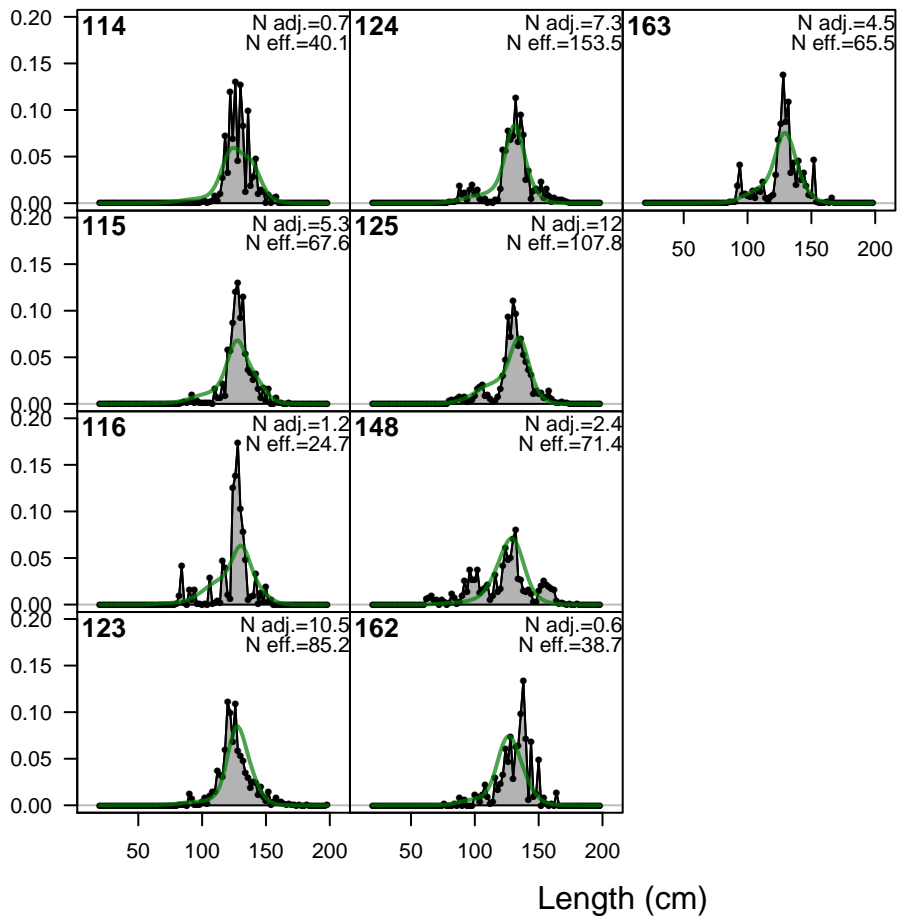 0.20
0.15
0.10
0.05
0.00
114
N adj.=0.7
N eff.=40.1
124
N adj.=7.3
N eff.=153.5
163
N adj.=4.5
N eff.=65.5
0.20
0.15
0.10
0.05
0.00
115
N adj.=5.3
N eff.=67.6
125
N adj.=12
N eff.=107.8
50 100 150 200
0.20
0.15
0.10
0.05
0.00
116
N adj.=1.2
N eff.=24.7
148
N adj.=2.4
N eff.=71.4
0.20
0.15
0.10
0.05
0.00
123
N adj.=10.5
N eff.=85.2
162
N adj.=0.6
N eff.=38.7
50 100 150 200
50 100 150 200
Length (cm)